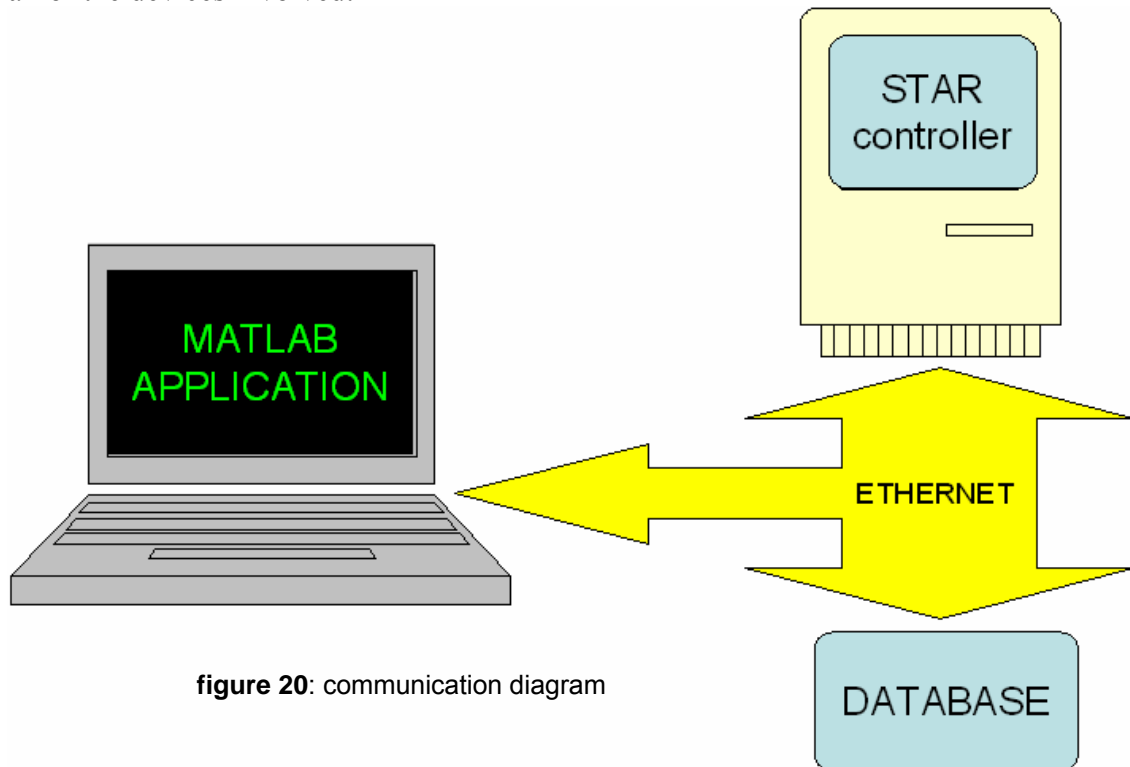 STAR
controller
MATLAB
APPLICATION
ETHERNET
figure 20: communication diagram
DATABASE